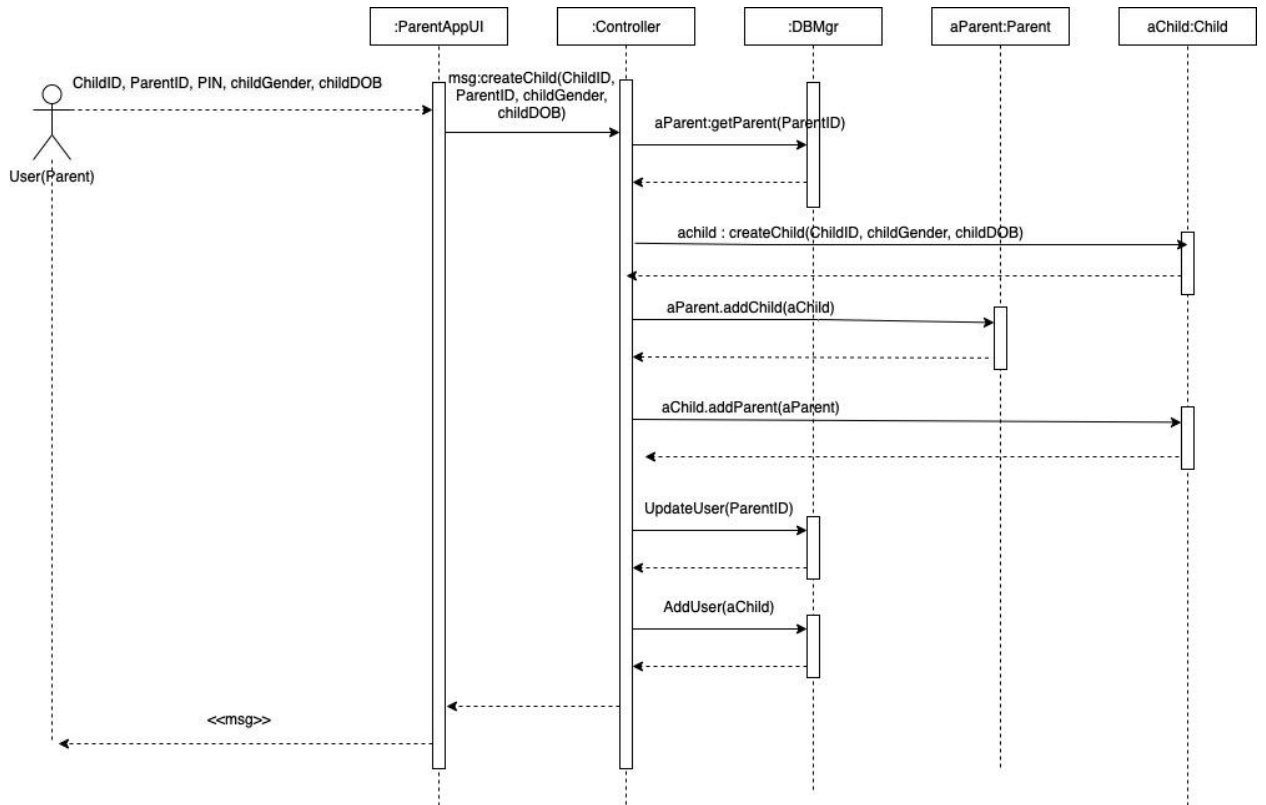 :ParentAppUI
:Controller
:DBMgr
aParent:Parent
aChild:Child
ChildID, ParentID, PIN, childGender, childDOB
msg:createChild(ChildID,
ParentID, childGender,
childDOB)
aParent:getParent(ParentID)
User(Parent)
achild : createChild(ChildID, childGender, childDOB)
aParent.addChild(aChild)
aChild.addParent(aParent)
UpdateUser(ParentID)
AddUser(aChild)
<<msg>>